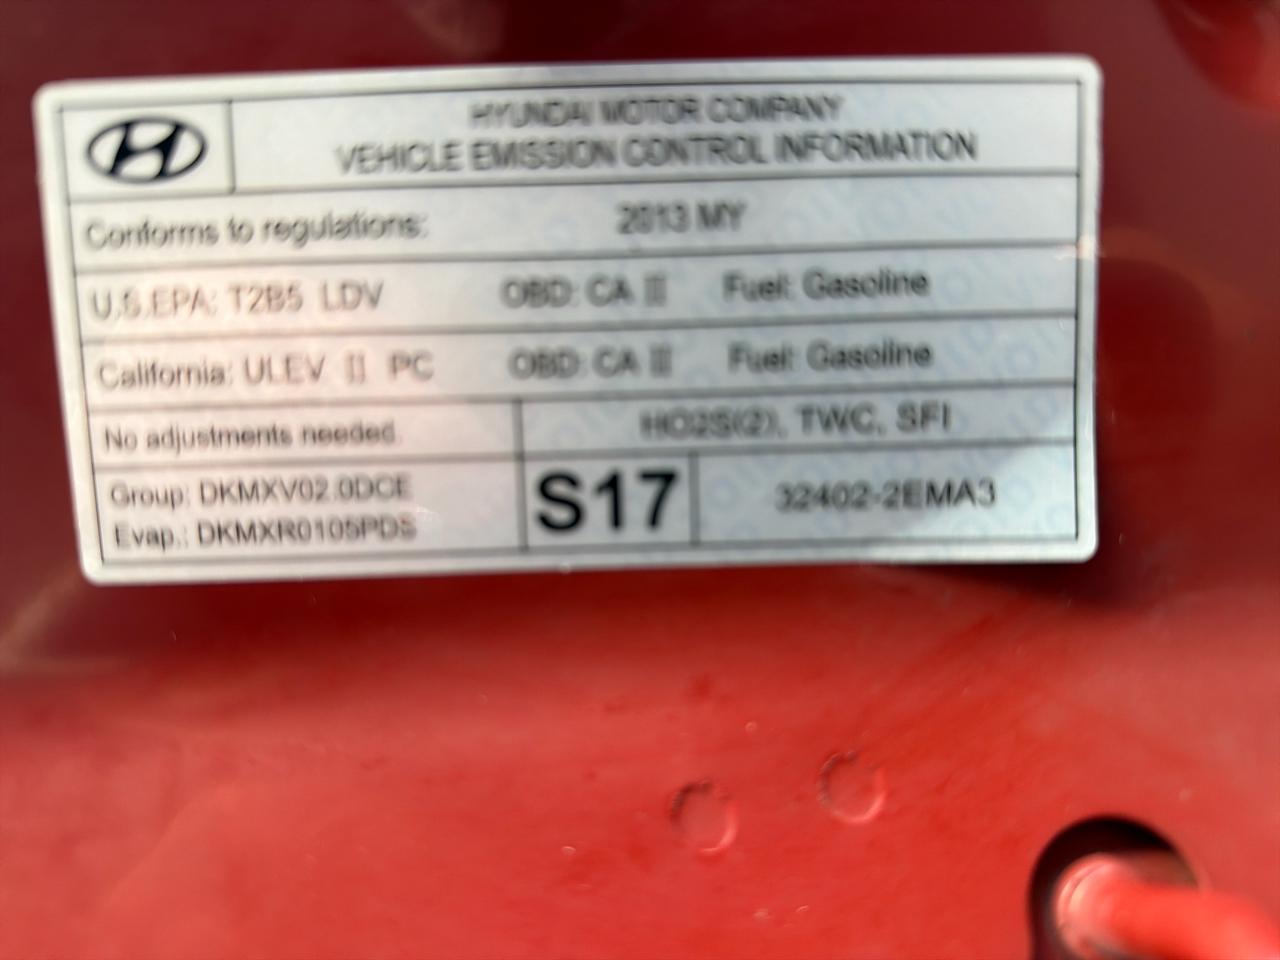 HYUNDAI MOTOR COMPANY
VEHICLE EMISSION CONTROL INFORMATION
Conforms to regulations: 2013 MY
U.S.EPA: T2B5 LDV OBD: CA II Fuel: Gasoline
California: ULEV II PC OBD: CA II Fuel: Gasoline
No adjustments needed. HO2S(2), TWC, SFI
Group: DKMXV02.0DCE
Evap.: DKMXR0105PDS
S17
32402-2EMA3